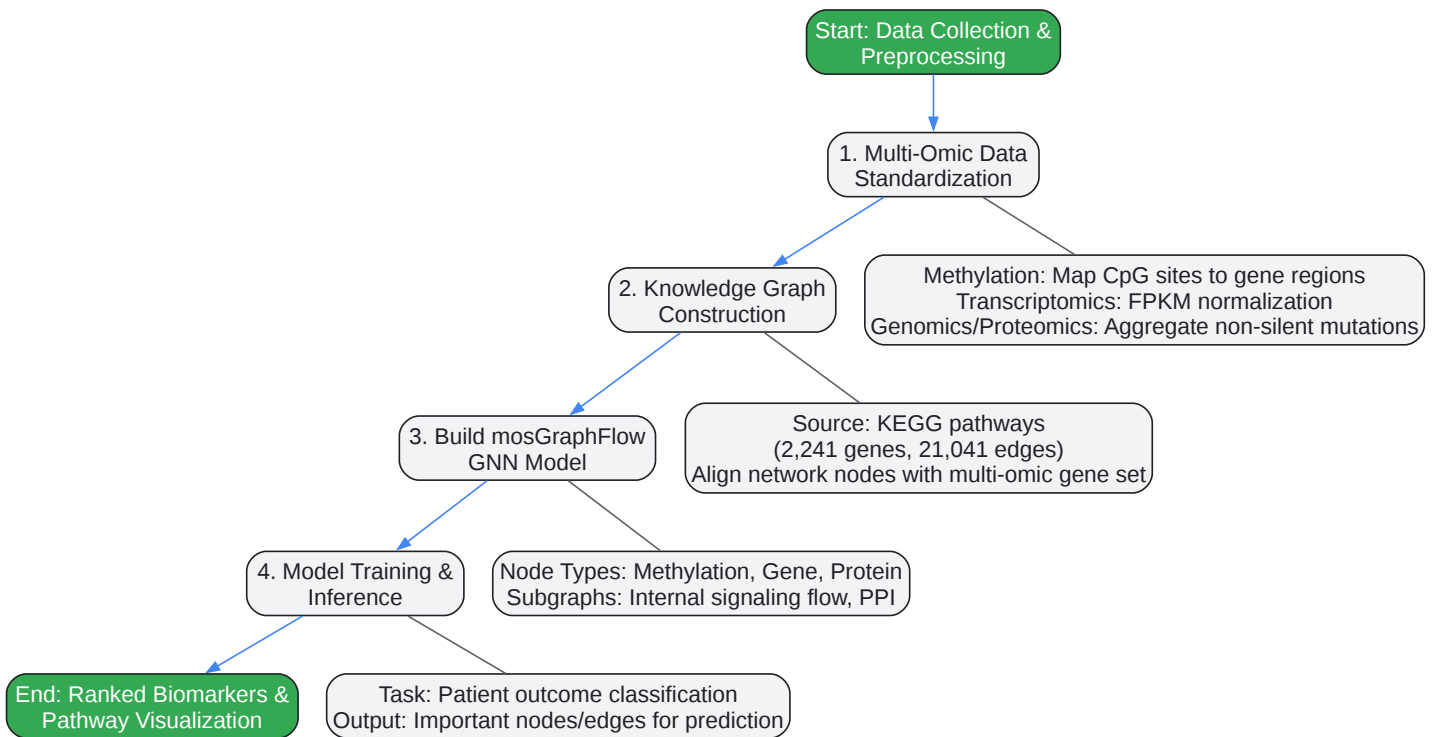 Start: Data Collection &
Preprocessing
1. Multi-Omic Data
Standardization
Methylation: Map CpG sites to gene regions
Transcriptomics: FPKM normalization
Genomics/Proteomics: Aggregate non-silent mutations
2. Knowledge Graph
Construction
Source: KEGG pathways
(2,241 genes, 21,041 edges)
Align network nodes with multi-omic gene set
3. Build mosGraphFlow
GNN Model
Node Types: Methylation, Gene, Protein
Subgraphs: Internal signaling flow, PPI
4. Model Training &
Inference
Task: Patient outcome classification
Output: Important nodes/edges for prediction
End: Ranked Biomarkers &
Pathway Visualization